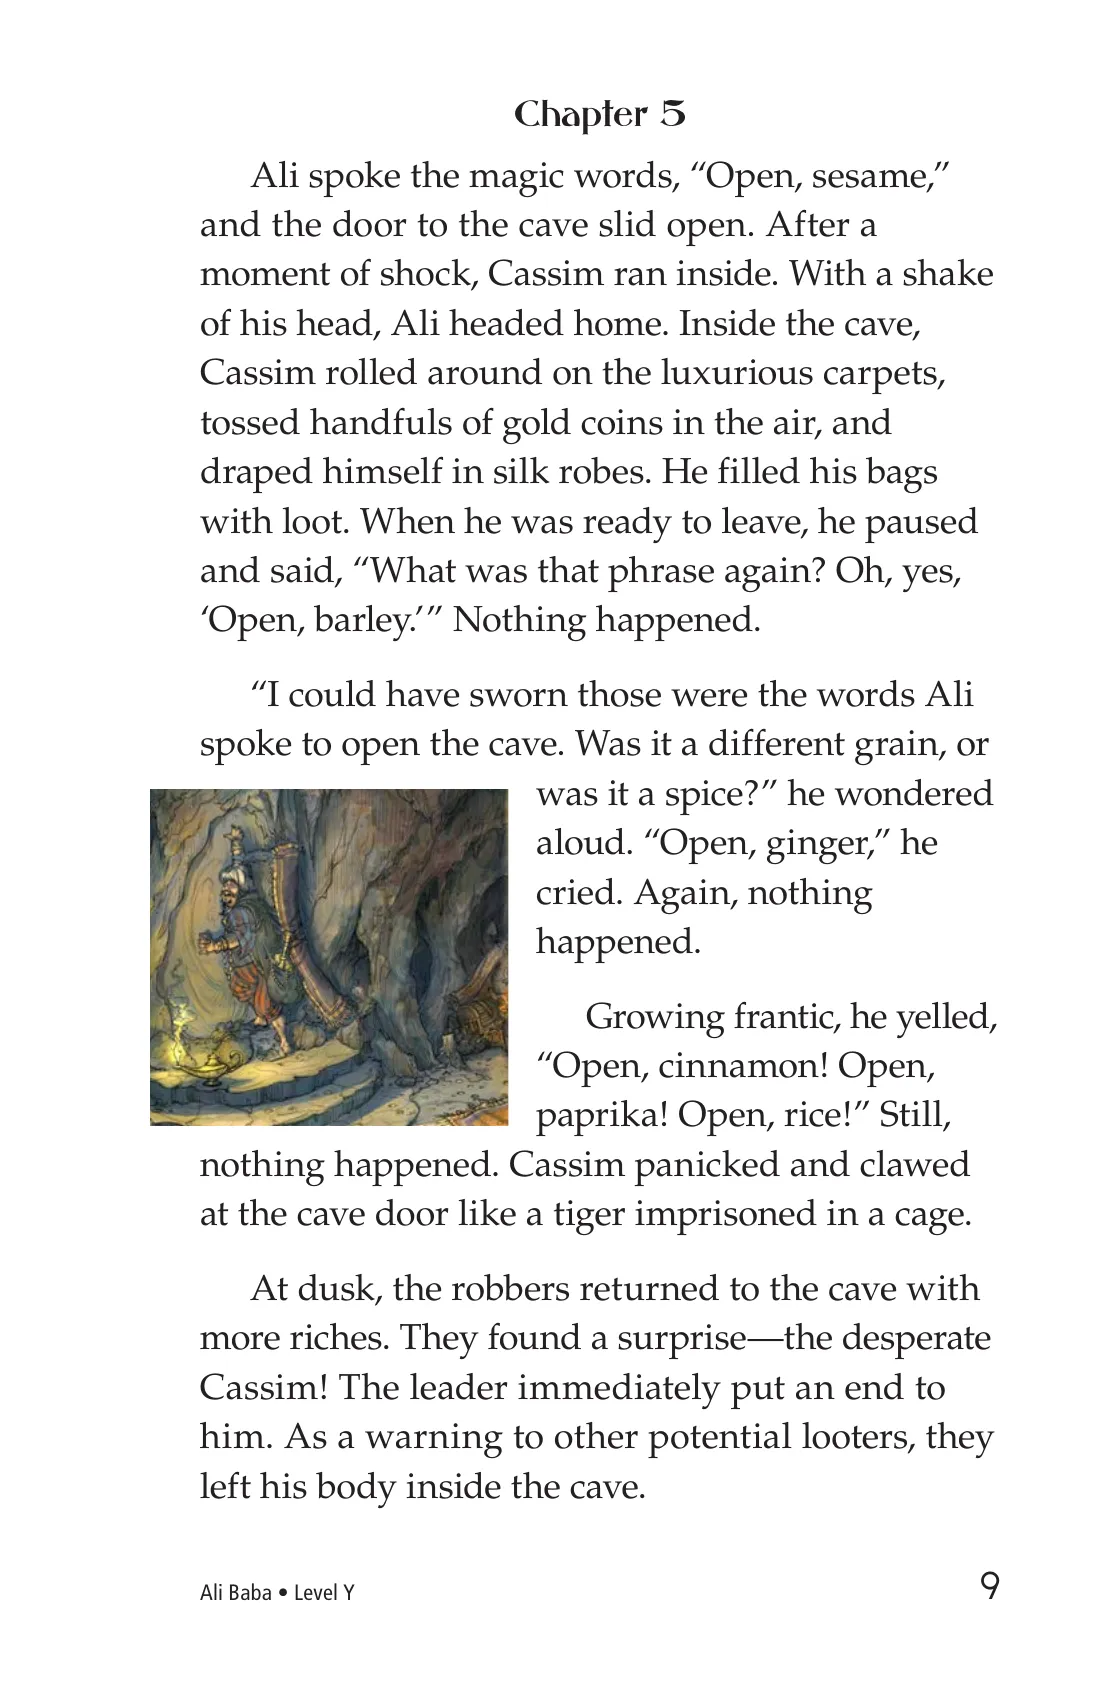 Chapter 5
Ali spoke the magic words, “Open, sesame,”
and the door to the cave slid open. After a
moment of shock, Cassim ran inside. With a shake
of his head, Ali headed home. Inside the cave,
Cassim rolled around on the luxurious carpets,
tossed handfuls of gold coins in the air, and
draped himself in silk robes. He filled his bags
with loot. When he was ready to leave, he paused
and said, “What was that phrase again? Oh, yes,
‘Open, barley.’” Nothing happened.
“I could have sworn those were the words Ali
spoke to open the cave. Was it a different grain, or
was it a spice?” he wondered
aloud. “Open, ginger,” he
cried. Again, nothing
happened.
Growing frantic, he yelled,
“Open, cinnamon! Open,
paprika! Open, rice!” Still,
nothing happened. Cassim panicked and clawed
at the cave door like a tiger imprisoned in a cage.
At dusk, the robbers returned to the cave with
more riches. They found a surprise—the desperate
Cassim! The leader immediately put an end to
him. As a warning to other potential looters, they
left his body inside the cave.
Ali Baba • Level Y
9